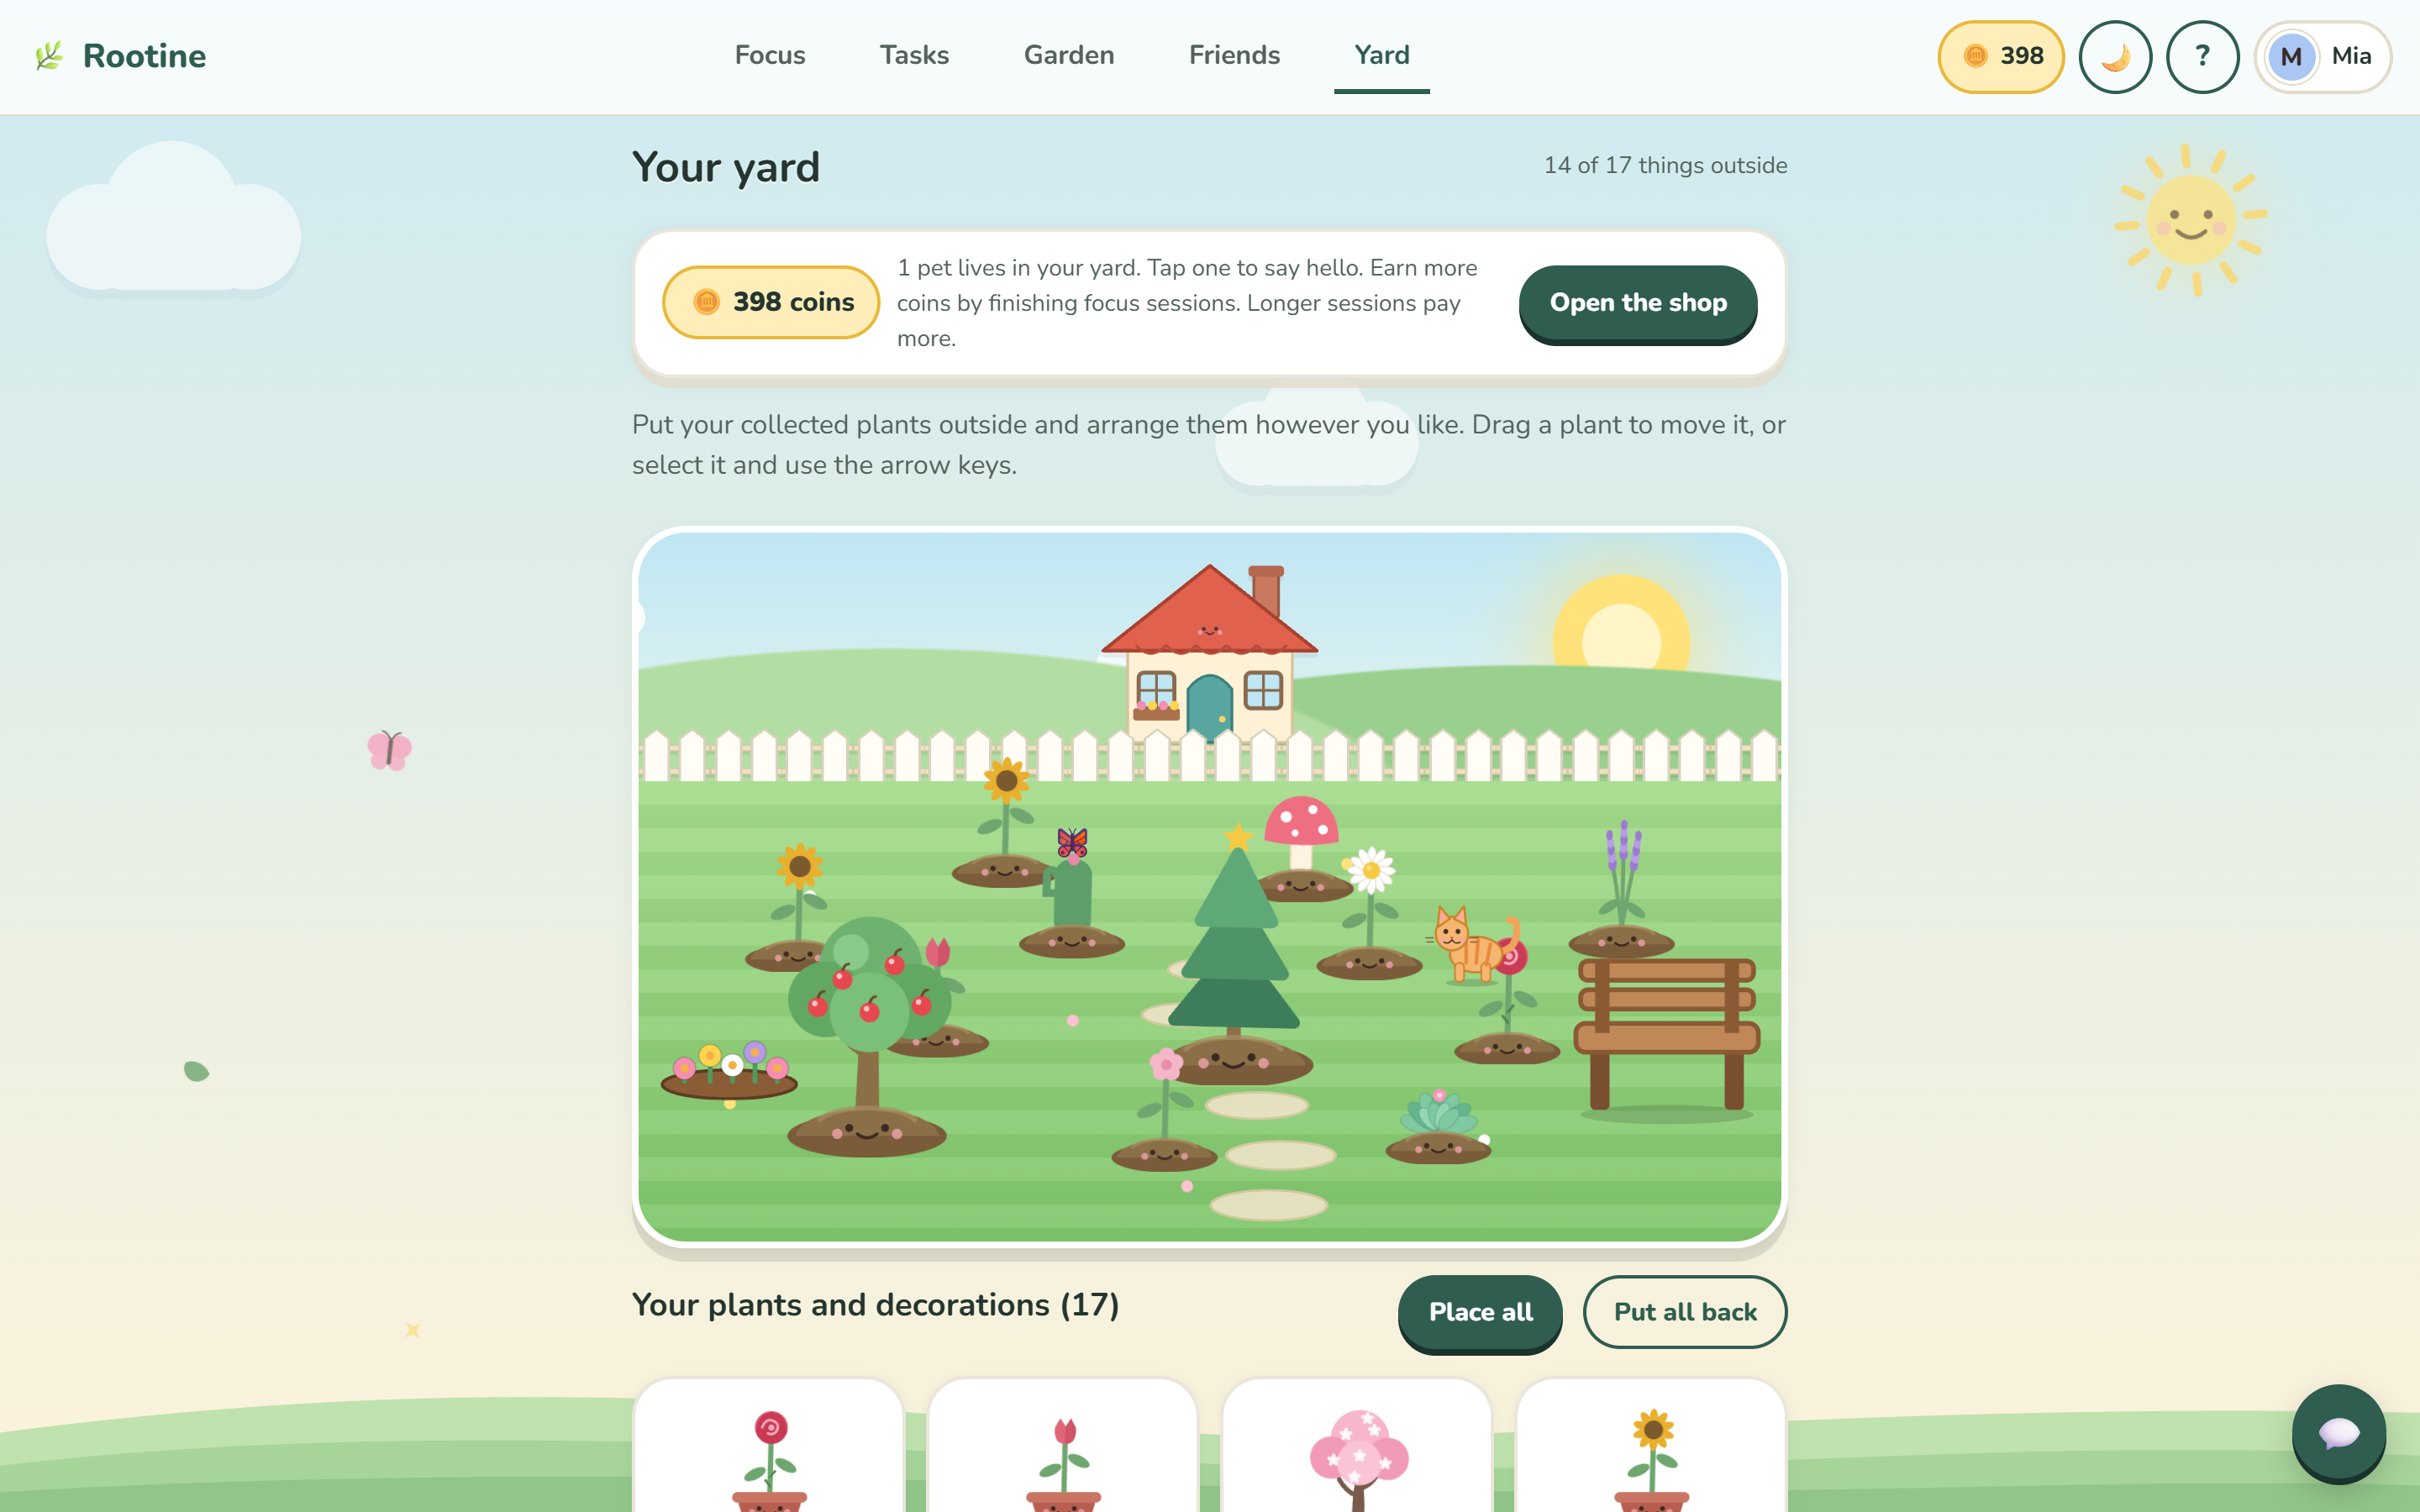 Rootine
Focus
Tasks
Garden
Friends
Yard
398
?
M
Mia
Your yard
14 of 17 things outside
398 coins
1 pet lives in your yard. Tap one to say hello. Earn more
coins by finishing focus sessions. Longer sessions pay
more.
Open the shop
Put your collected plants outside and arrange them however you like. Drag a plant to move it, or
select it and use the arrow keys.
Your plants and decorations (17)
Place all
Put all back